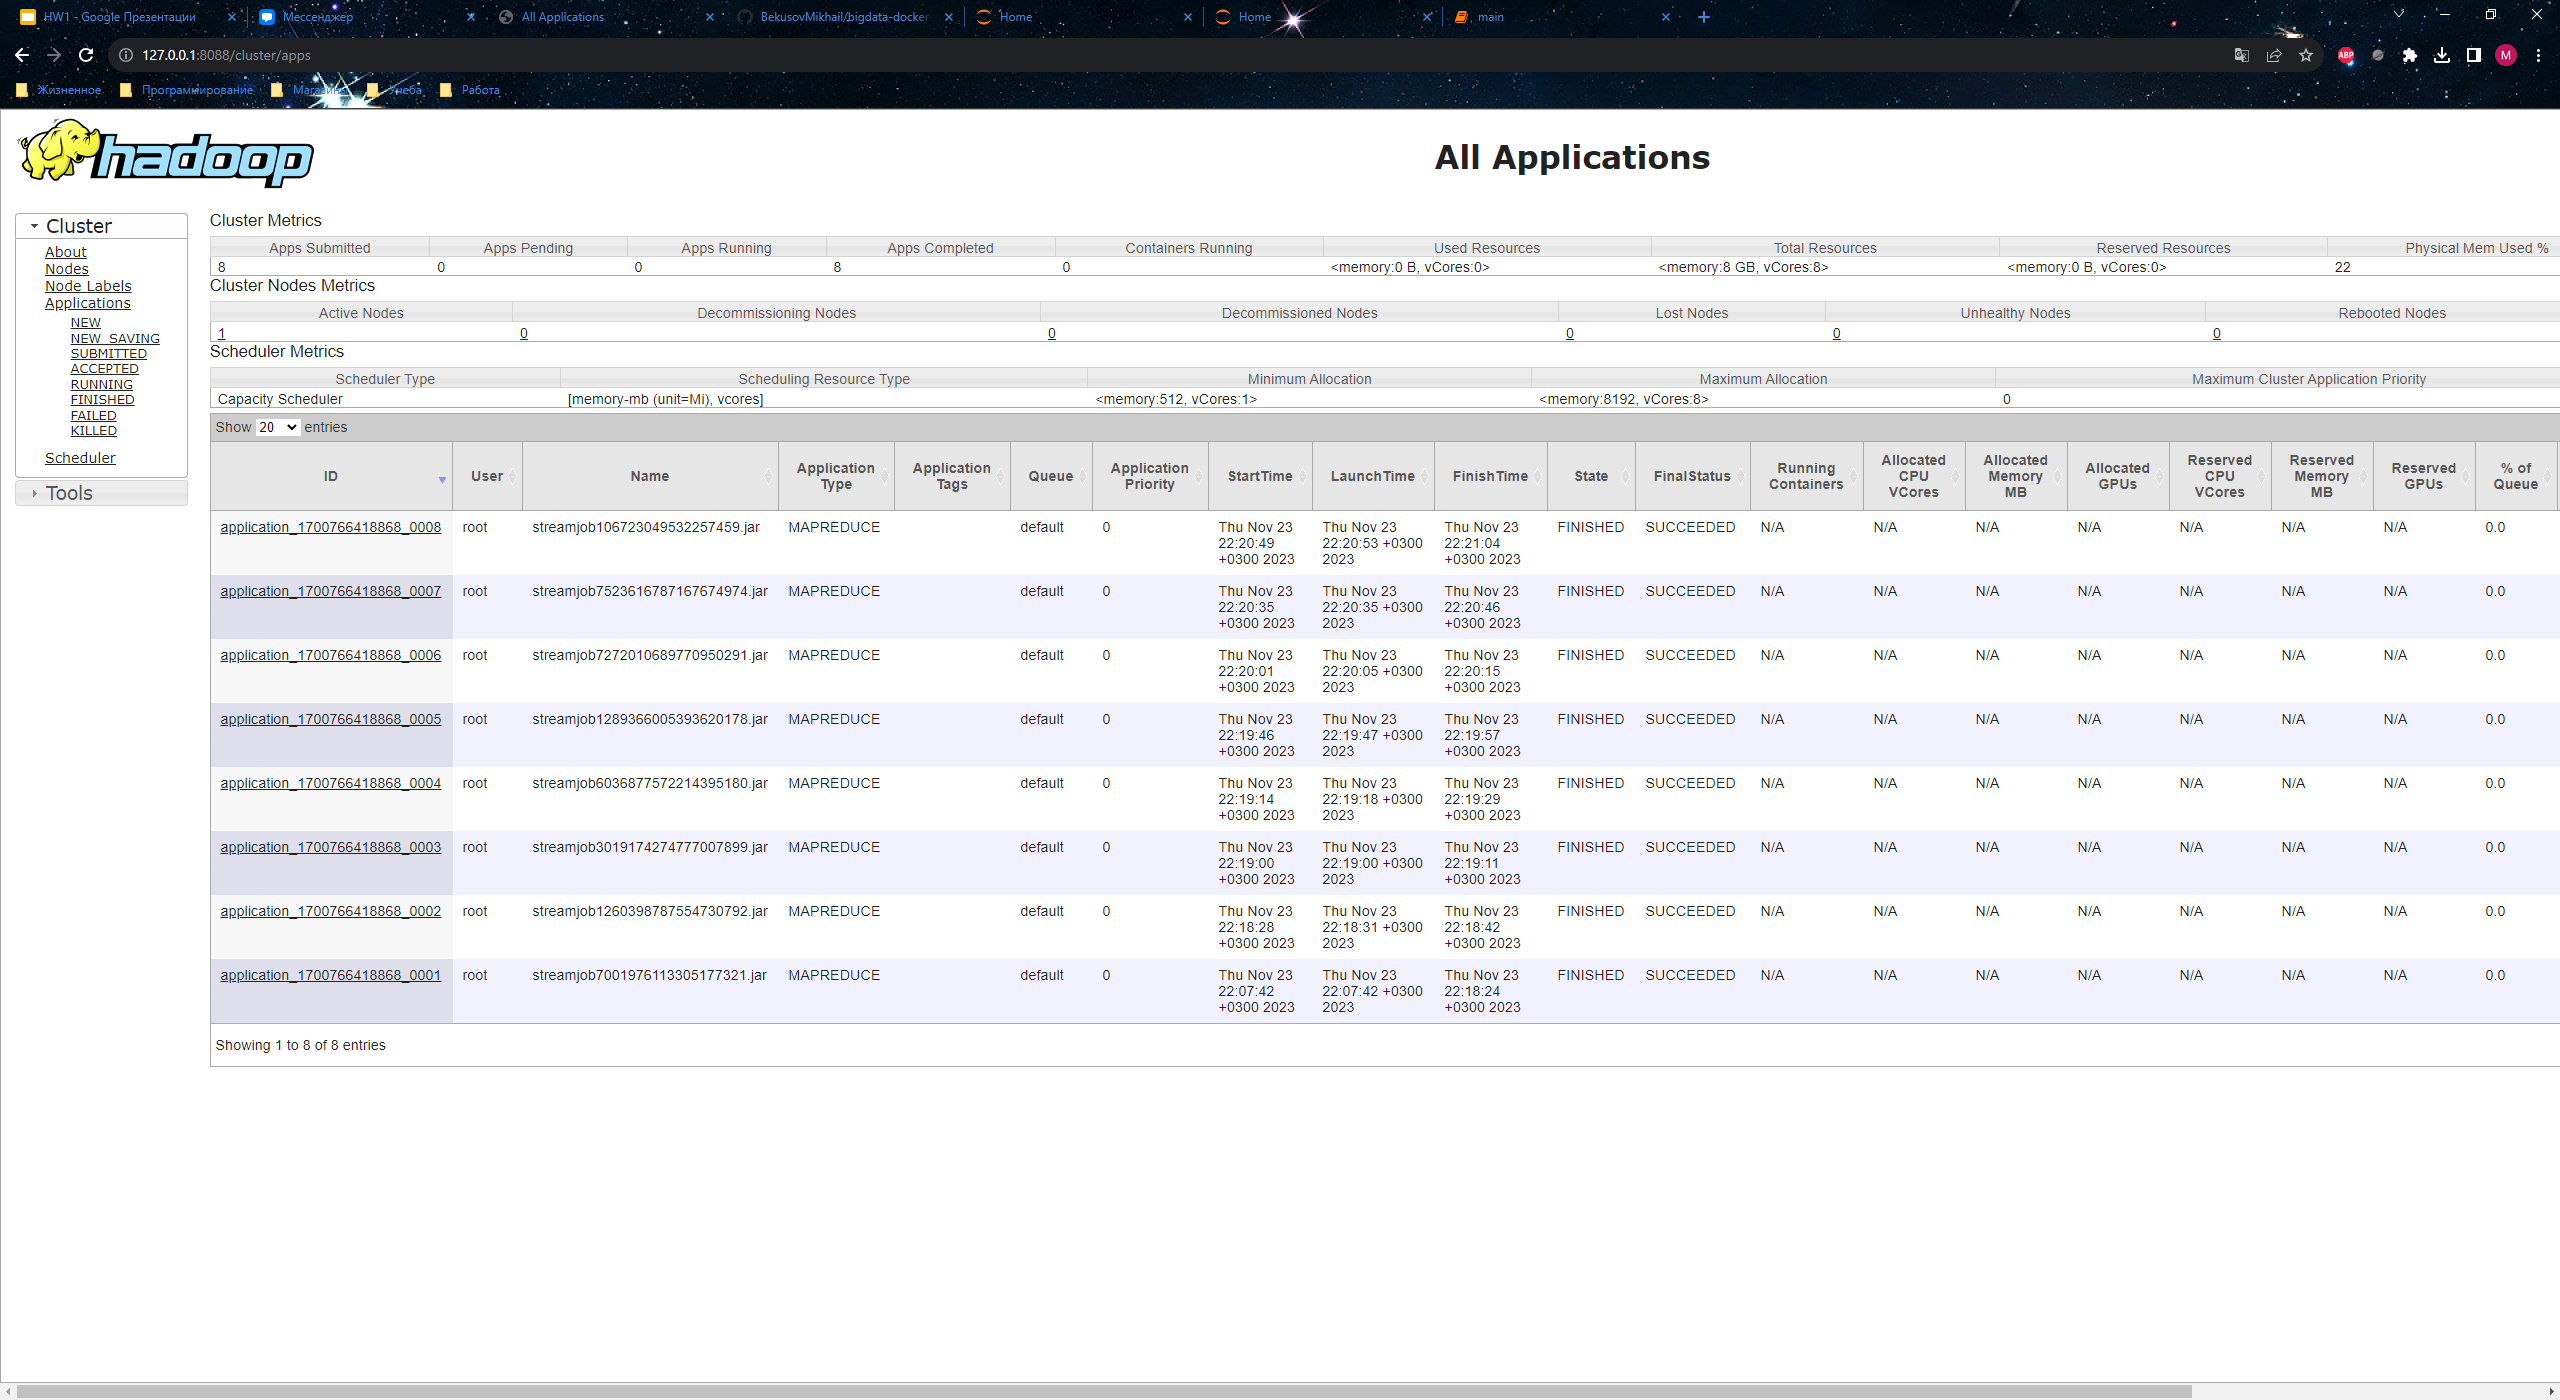 HW1 - Google Презентации
Мессенджер
All Applications
BekusovMikhail/bigdata-docker
Home
Home
main
127.0.0.1:8088/cluster/apps
ABP
M
Жизненное
Программирование
Магазины
Учеба
Работа
hadoop
All Applications
Cluster
About
Nodes
Node Labels
Applications
NEW
NEW_SAVING
SUBMITTED
ACCEPTED
RUNNING
FINISHED
FAILED
KILLED
Scheduler
Tools
Cluster Metrics
Apps Submitted Apps Pending Apps Running Apps Completed Containers Running Used Resources Total Resources Reserved Resources Physical Mem Used %
8 0 0 8 0 <memory:0 B, vCores:0> <memory:8 GB, vCores:8> <memory:0 B, vCores:0> 22
Cluster Nodes Metrics
Active Nodes Decommissioning Nodes Decommissioned Nodes Lost Nodes Unhealthy Nodes Rebooted Nodes
1 0 0 0 0 0
Scheduler Metrics
Scheduler Type Scheduling Resource Type Minimum Allocation Maximum Allocation Maximum Cluster Application Priority
Capacity Scheduler [memory-mb (unit=Mi), vcores] <memory:512, vCores:1> <memory:8192, vCores:8> 0
Show 20 entries
ID User Name Application Type Application Tags Queue Application Priority StartTime LaunchTime FinishTime State FinalStatus Running Containers Allocated CPU VCores Allocated Memory MB Allocated GPUs Reserved CPU VCores Reserved Memory MB Reserved GPUs % of Queue
application_1700766418868_0008 root streamjob106723049532257459.jar MAPREDUCE default 0 Thu Nov 23 22:20:49 +0300 2023 Thu Nov 23 22:20:53 +0300 2023 Thu Nov 23 22:21:04 +0300 2023 FINISHED SUCCEEDED N/A N/A N/A N/A N/A N/A N/A 0.0
application_1700766418868_0007 root streamjob7523616787167674974.jar MAPREDUCE default 0 Thu Nov 23 22:20:35 +0300 2023 Thu Nov 23 22:20:35 +0300 2023 Thu Nov 23 22:20:46 +0300 2023 FINISHED SUCCEEDED N/A N/A N/A N/A N/A N/A N/A 0.0
application_1700766418868_0006 root streamjob7272010689770950291.jar MAPREDUCE default 0 Thu Nov 23 22:20:01 +0300 2023 Thu Nov 23 22:20:05 +0300 2023 Thu Nov 23 22:20:15 +0300 2023 FINISHED SUCCEEDED N/A N/A N/A N/A N/A N/A N/A 0.0
application_1700766418868_0005 root streamjob1289366005393620178.jar MAPREDUCE default 0 Thu Nov 23 22:19:46 +0300 2023 Thu Nov 23 22:19:47 +0300 2023 Thu Nov 23 22:19:57 +0300 2023 FINISHED SUCCEEDED N/A N/A N/A N/A N/A N/A N/A 0.0
application_1700766418868_0004 root streamjob6036877572214395180.jar MAPREDUCE default 0 Thu Nov 23 22:19:14 +0300 2023 Thu Nov 23 22:19:18 +0300 2023 Thu Nov 23 22:19:29 +0300 2023 FINISHED SUCCEEDED N/A N/A N/A N/A N/A N/A N/A 0.0
application_1700766418868_0003 root streamjob3019174274777007899.jar MAPREDUCE default 0 Thu Nov 23 22:19:00 +0300 2023 Thu Nov 23 22:19:00 +0300 2023 Thu Nov 23 22:19:11 +0300 2023 FINISHED SUCCEEDED N/A N/A N/A N/A N/A N/A N/A 0.0
application_1700766418868_0002 root streamjob1260398787554730792.jar MAPREDUCE default 0 Thu Nov 23 22:18:28 +0300 2023 Thu Nov 23 22:18:31 +0300 2023 Thu Nov 23 22:18:42 +0300 2023 FINISHED SUCCEEDED N/A N/A N/A N/A N/A N/A N/A 0.0
application_1700766418868_0001 root streamjob7001976113305177321.jar MAPREDUCE default 0 Thu Nov 23 22:07:42 +0300 2023 Thu Nov 23 22:07:42 +0300 2023 Thu Nov 23 22:18:24 +0300 2023 FINISHED SUCCEEDED N/A N/A N/A N/A N/A N/A N/A 0.0
Showing 1 to 8 of 8 entries